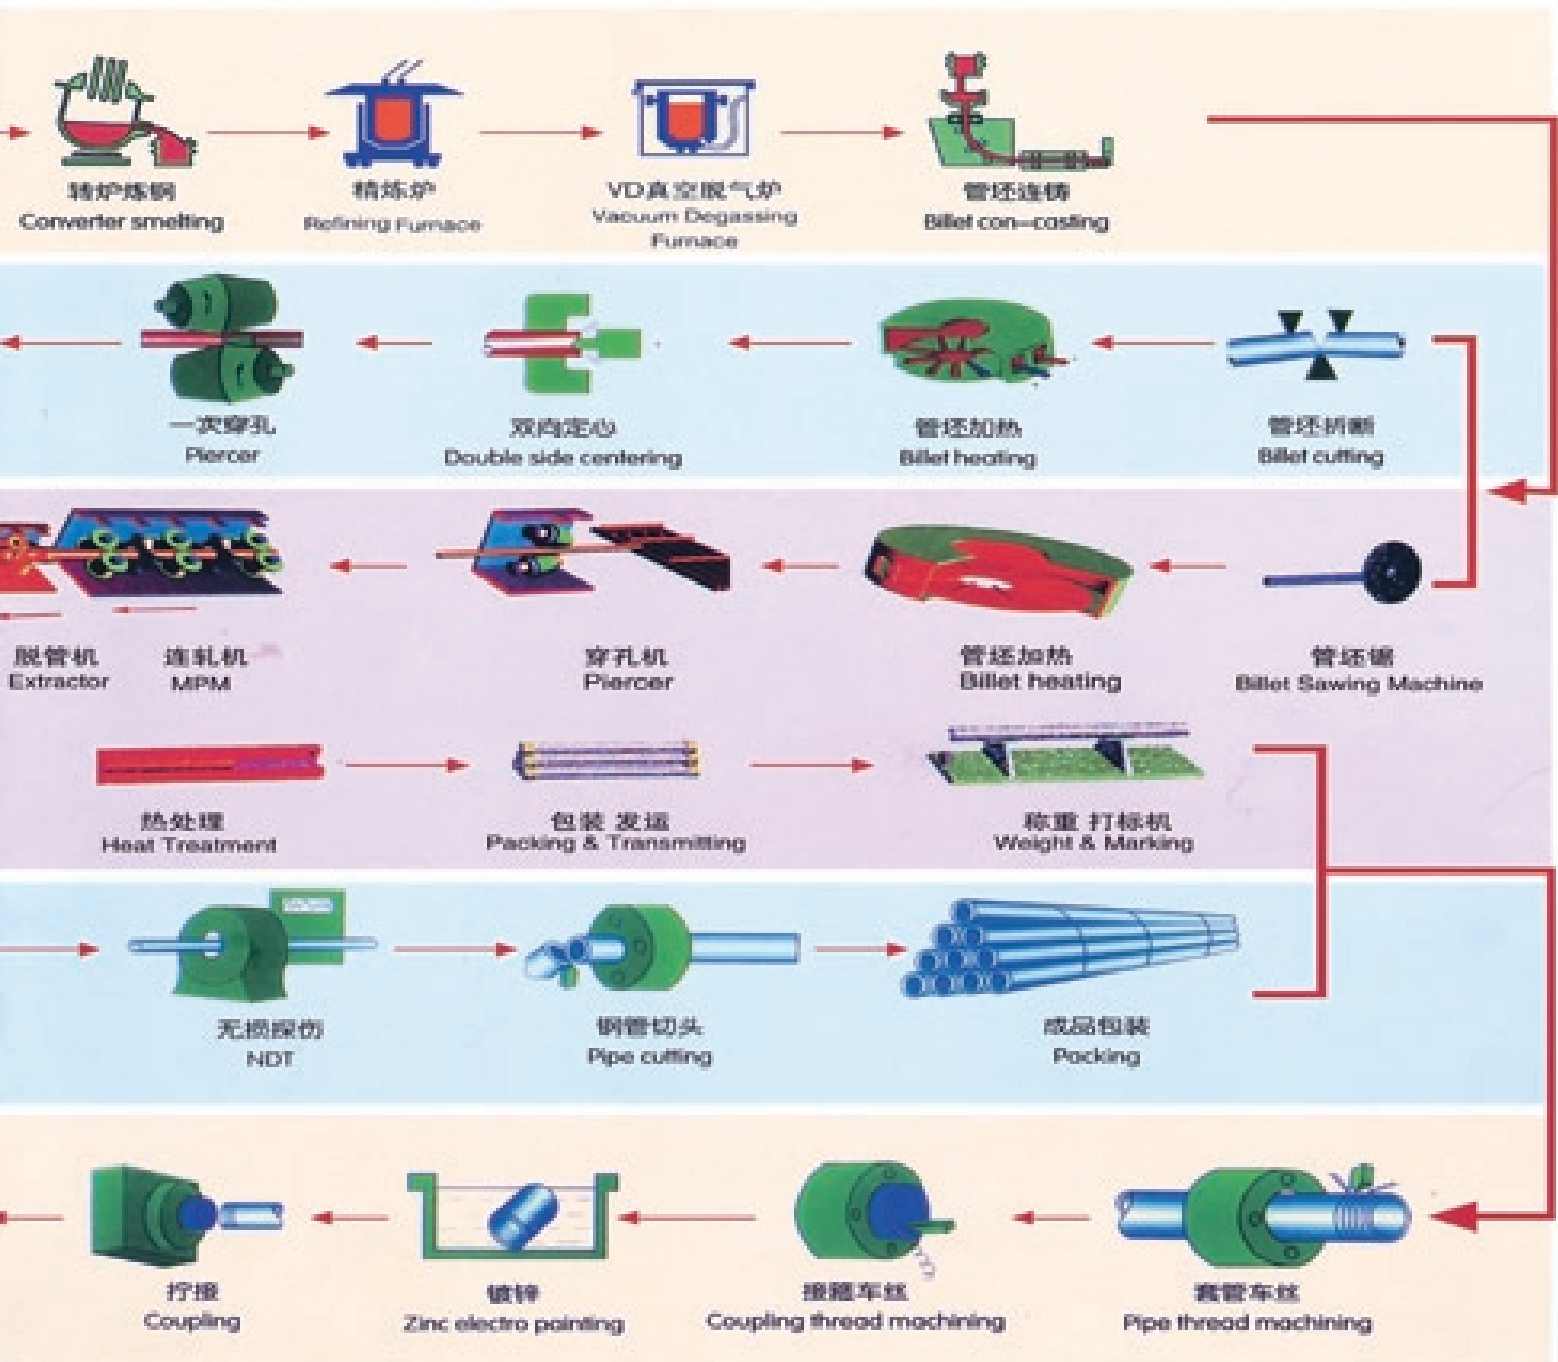 转炉炼钢
Converter smelting
精炼炉
Refining Furnace
VD真空脱气炉
Vacuum Degassing
Furnace
管坯连铸
Billet con-casting
一次穿孔
Piercer
双向定心
Double side centering
管坯加热
Billet heating
管坯折断
Billet cutting
脱管机
Extractor
连轧机
MPM
穿孔机
Piercer
管坯加热
Billet heating
管坯锯
Billet Sawing Machine
热处理
Heat Treatment
包装 发运
Packing & Transmitting
称重 打标机
Weight & Marking
无损探伤
NDT
钢管切头
Pipe cutting
成品包装
Packing
拧接
Coupling
镀锌
Zinc electro painting
接箍车丝
Coupling thread machining
套管车丝
Pipe thread machining